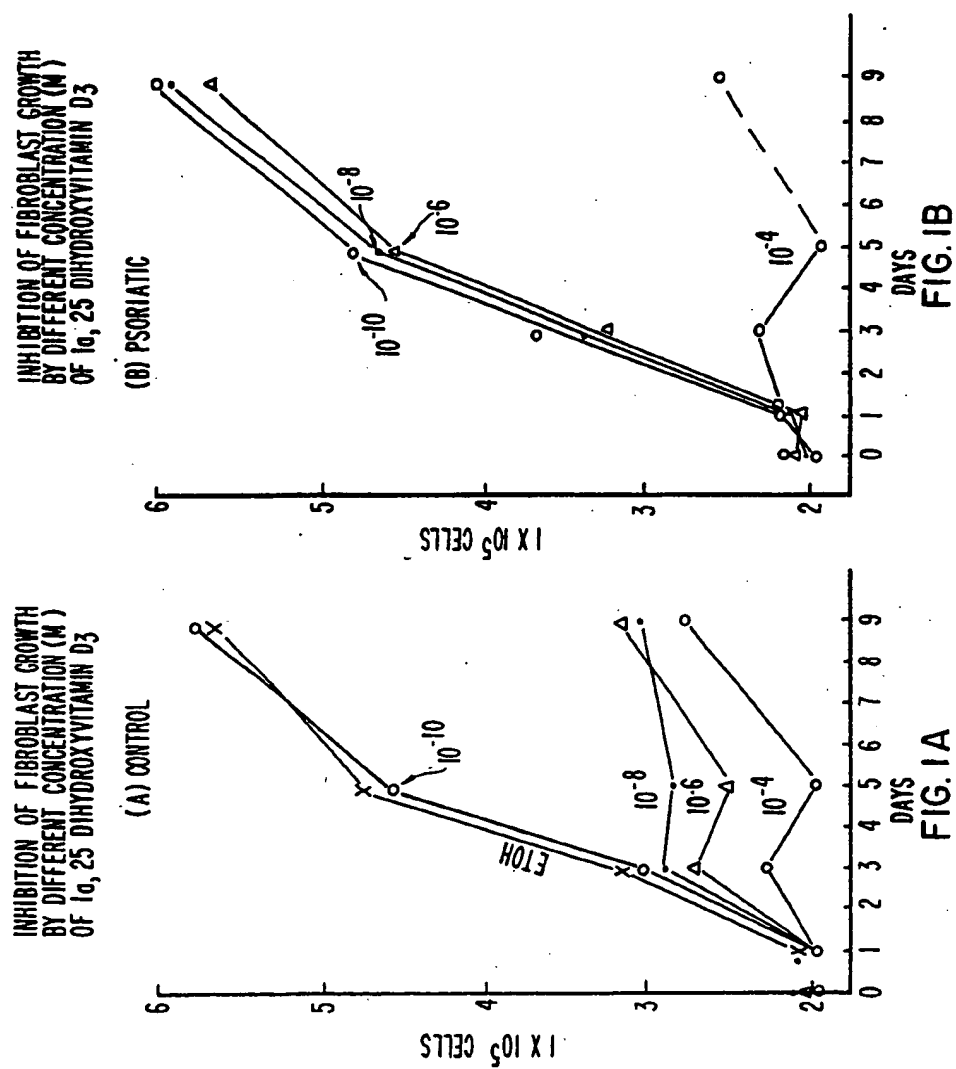 INHIBITION OF FIBROBLAST GROWTH
BY DIFFERENT CONCENTRATION (M)
OF 1α, 25 DIHYDROXYVITAMIN D3
(A) CONTROL
1 X 10^5 CELLS
6
5
4
3
2
ETOH
10^-10
10^-8
10^-6
10^-4
0 1 2 3 4 5 6 8 9
DAYS
FIG. 1A
INHIBITION OF FIBROBLAST GROWTH
BY DIFFERENT CONCENTRATION (M)
OF 1α, 25 DIHYDROXYVITAMIN D3
(B) PSORIATIC
1 X 10^5 CELLS
6
5
4
3
2
10^-10
10^-8
10^-6
10^-4
0 1 2 3 4 5 6 7 8 9
DAYS
FIG. 1B